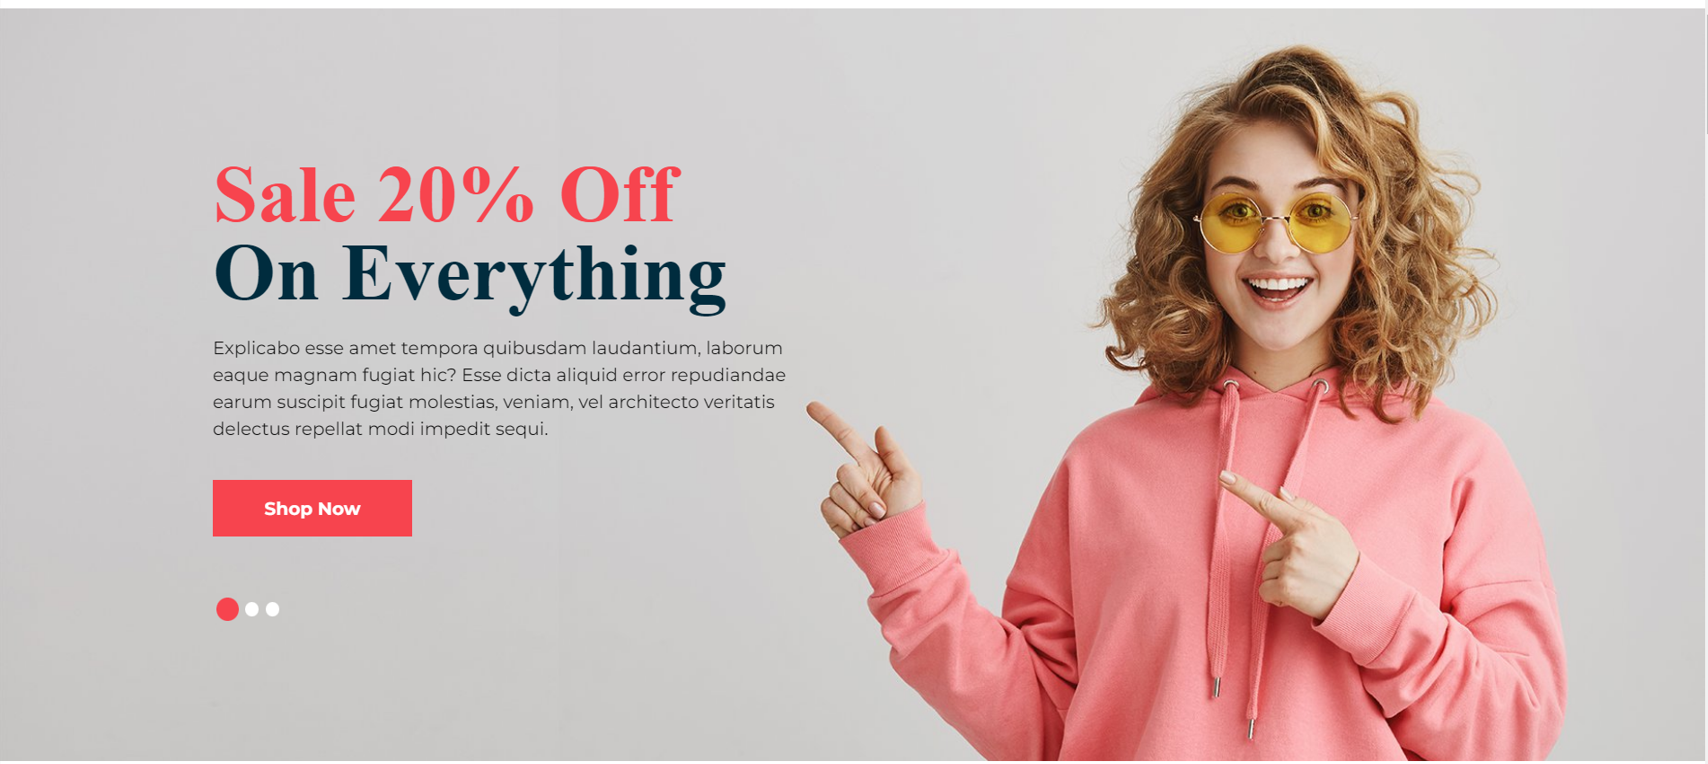 Sale 20% Off
On Everything
Explicabo esse amet tempora quibusdam laudantium, laborum
eaque magnam fugiat hic? Esse dicta aliquid error repudiandae
earum suscipit fugiat molestias, veniam, vel architecto veritatis
delectus repellat modi impedit sequi.
Shop Now